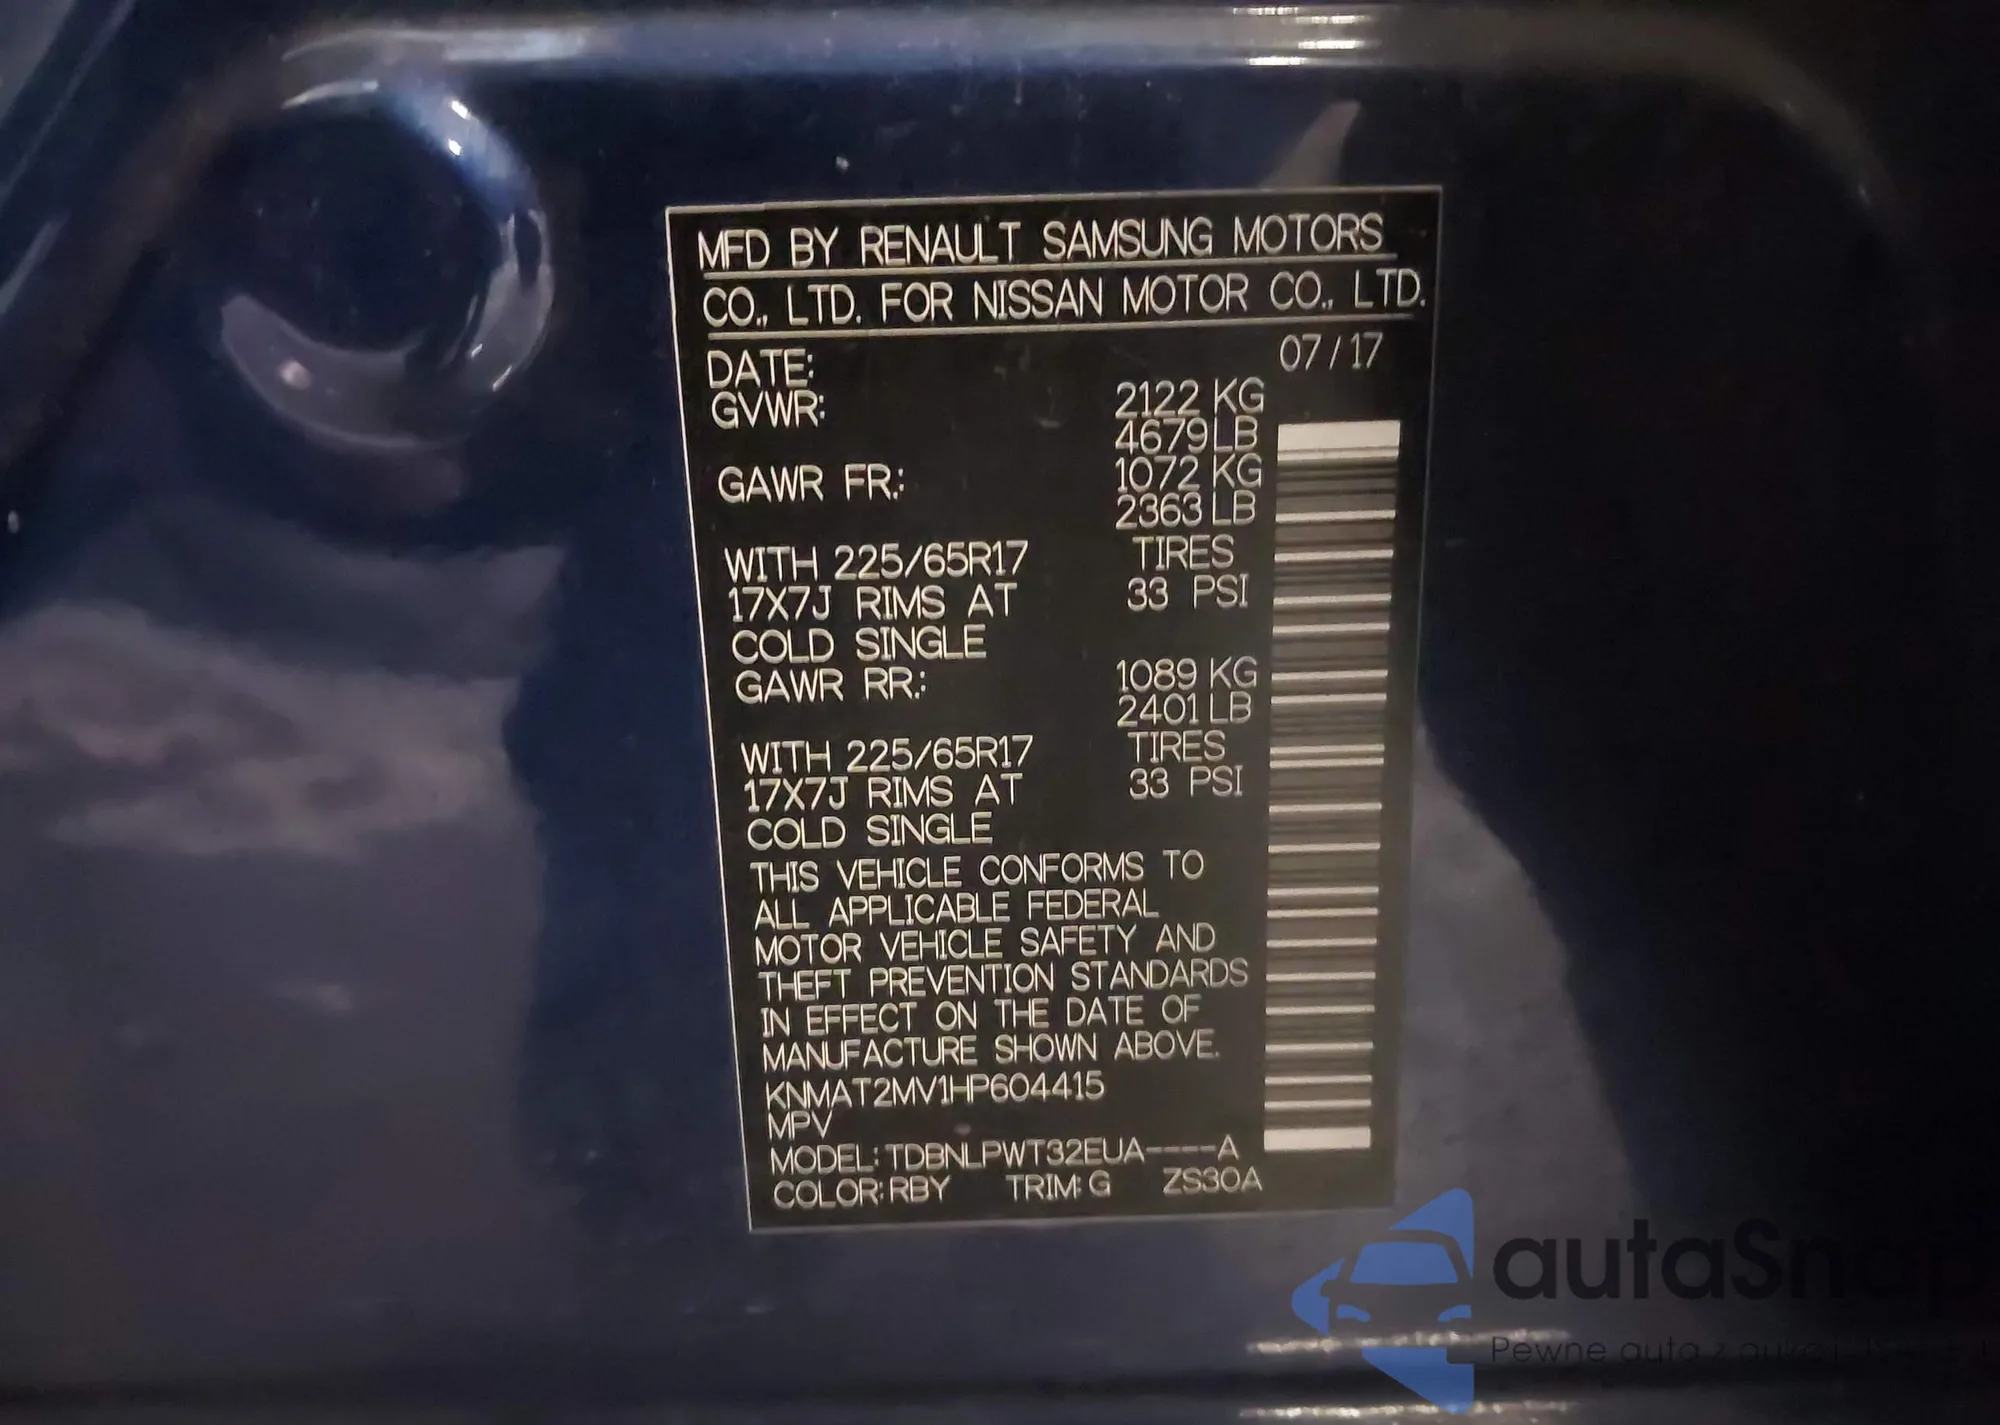 MFD BY RENAULT SAMSUNG MOTORS
CO., LTD. FOR NISSAN MOTOR CO., LTD.
DATE: 07/17
GVWR: 2122 KG
4679 LB
GAWR FR.: 1072 KG
2363 LB
WITH 225/65R17 TIRES
17X7J RIMS AT 33 PSI
COLD SINGLE
GAWR RR.: 1089 KG
2401 LB
WITH 225/65R17 TIRES
17X7J RIMS AT 33 PSI
COLD SINGLE
THIS VEHICLE CONFORMS TO
ALL APPLICABLE FEDERAL
MOTOR VEHICLE SAFETY AND
THEFT PREVENTION STANDARDS
IN EFFECT ON THE DATE OF
MANUFACTURE SHOWN ABOVE.
KNMAT2MV1HP604415
MPV
MODEL: TDBNLPWT32EUA----A
COLOR: RBY TRIM: G ZS30A
autaSnap
Pewne auta z